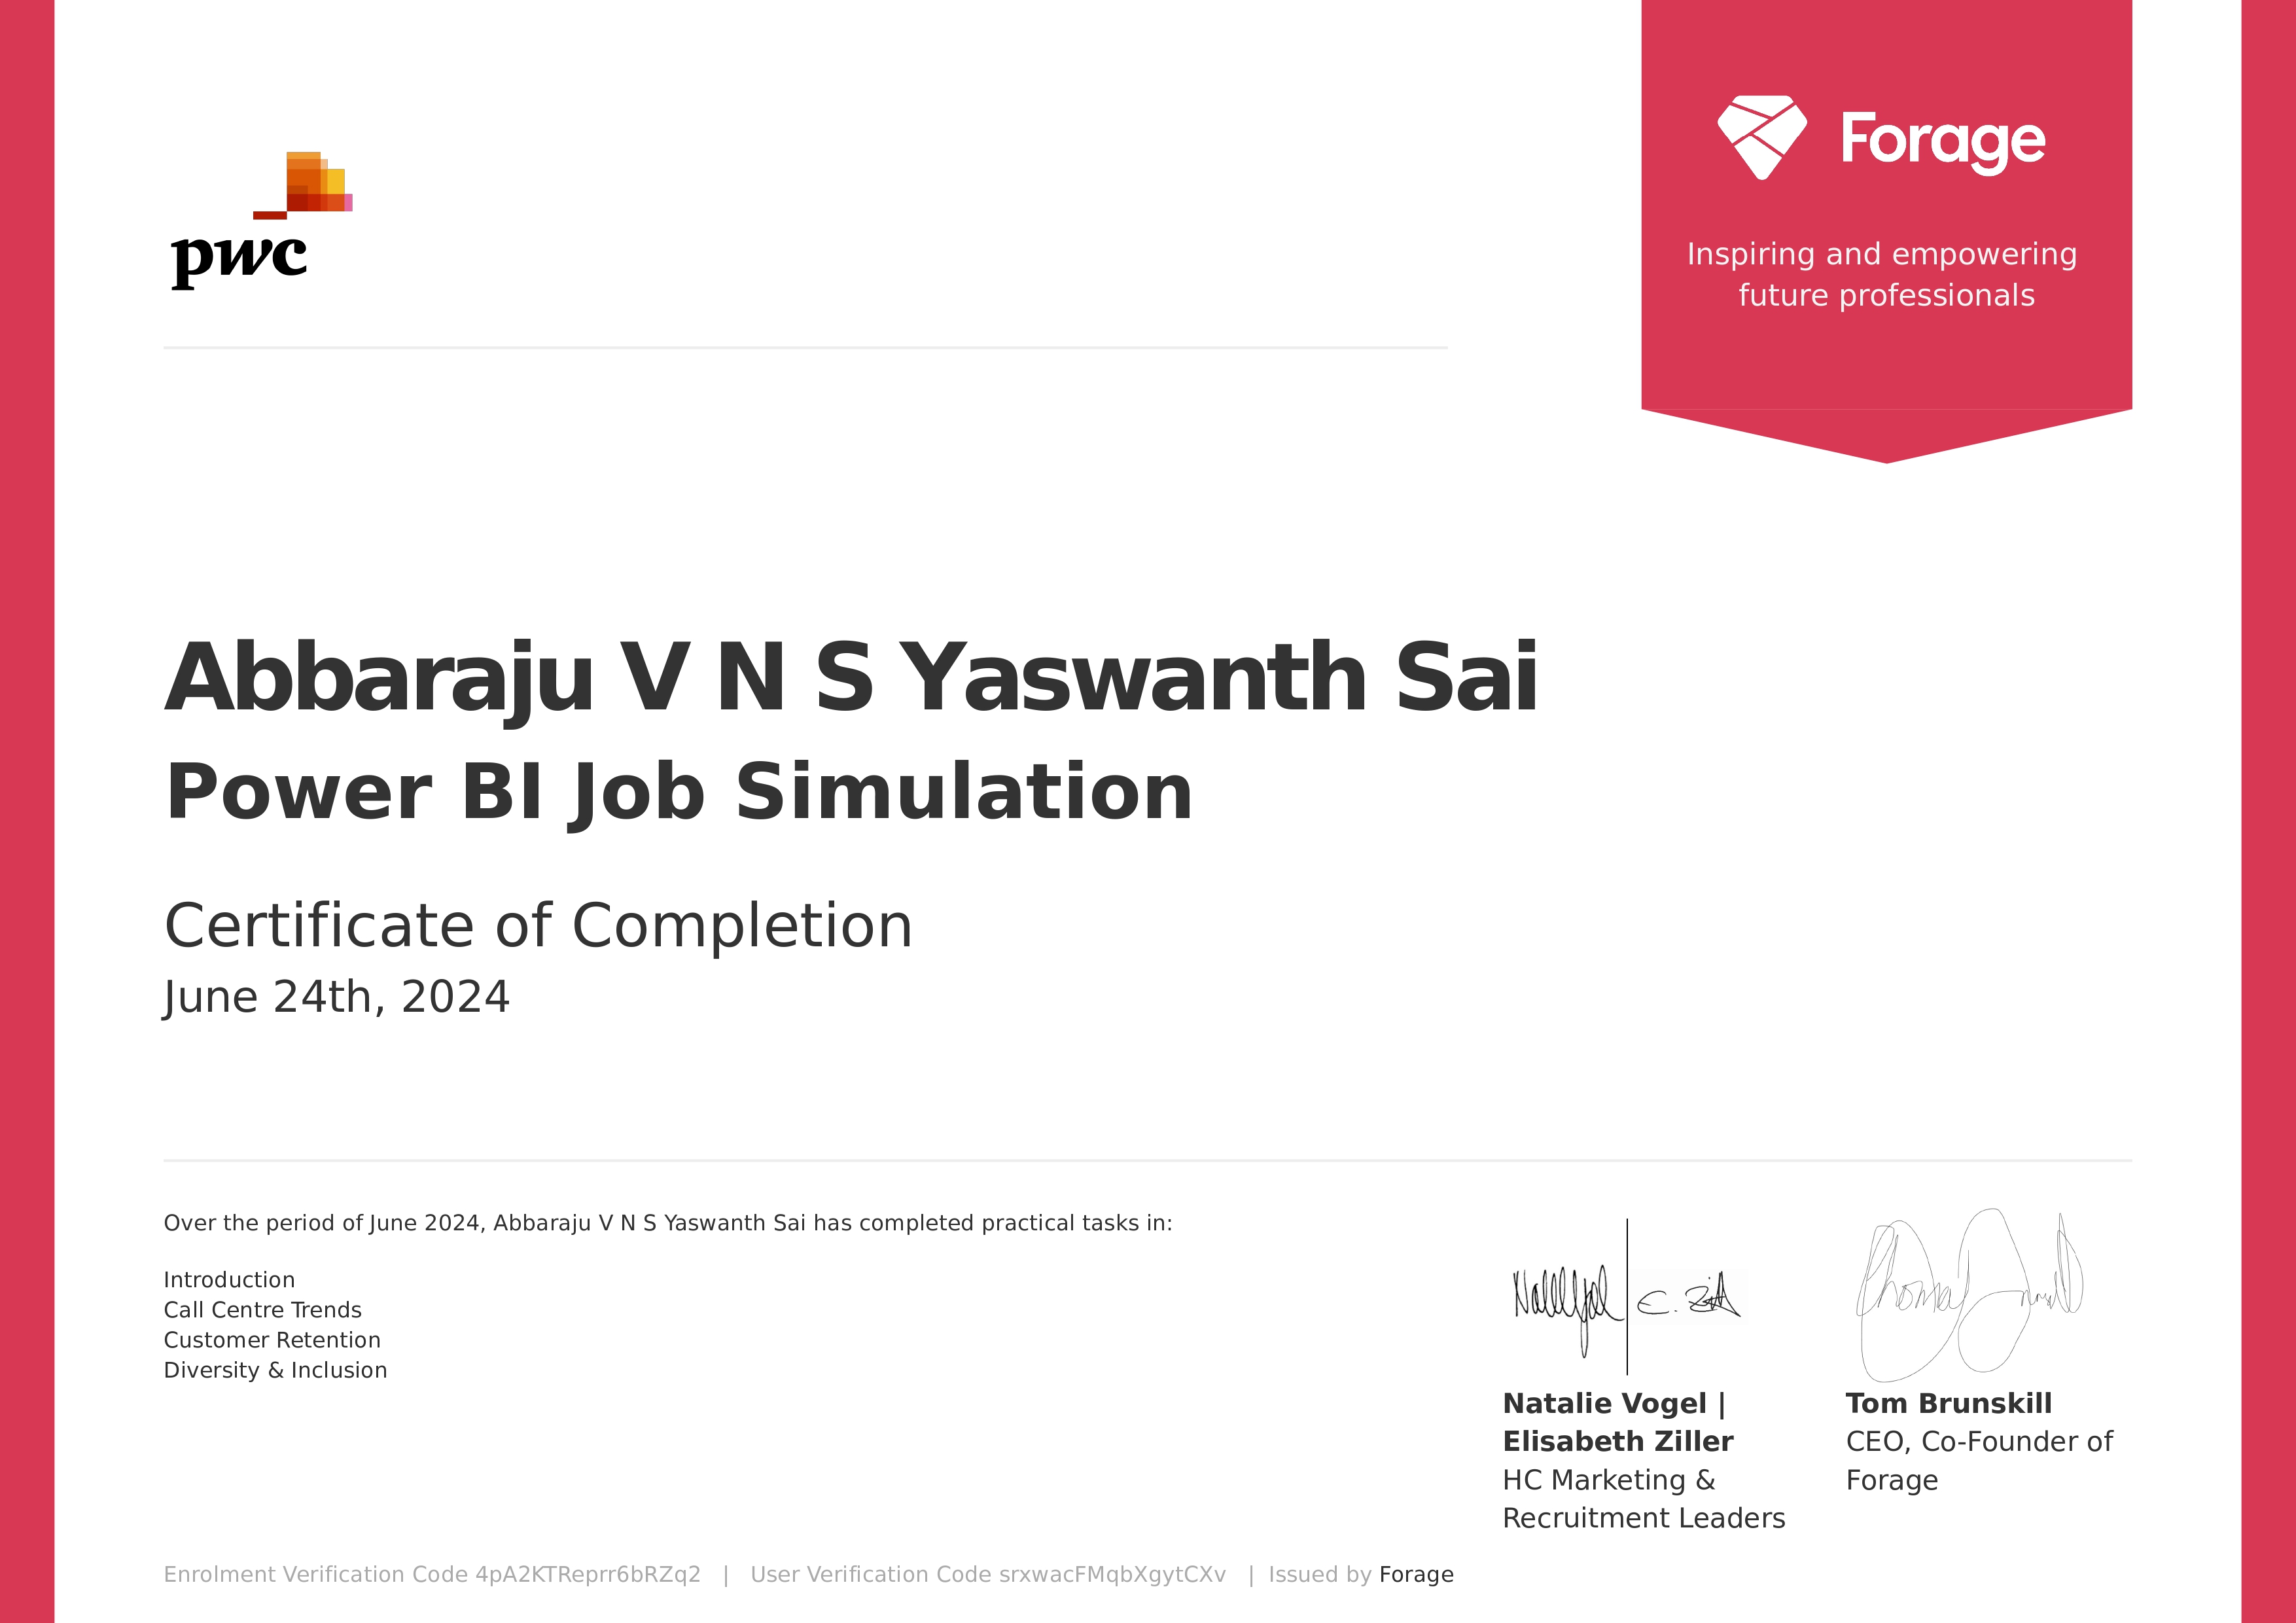 pwc
Forage
Inspiring and empowering
future professionals
Abbaraju V N S Yaswanth Sai
Power BI Job Simulation
Certificate of Completion
June 24th, 2024
Over the period of June 2024, Abbaraju V N S Yaswanth Sai has completed practical tasks in:
Introduction
Call Centre Trends
Customer Retention
Diversity & Inclusion
Natalie Vogel |
Elisabeth Ziller
HC Marketing &
Recruitment Leaders
Tom Brunskill
CEO, Co-Founder of
Forage
Enrolment Verification Code 4pA2KTReprr6bRZq2 | User Verification Code srxwacFMqbXgytCXv | Issued by Forage